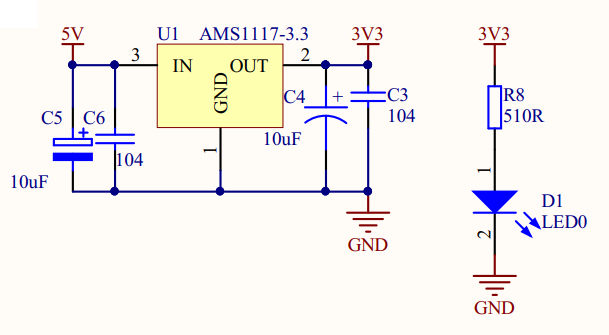 5V
U1 AMS1117-3.3
3V3
3V3
3
2
IN
OUT
GND
1
C5
C6
+
10uF
104
C4
+
10uF
C3
104
GND
R8
510R
1
D1
LED0
2
GND